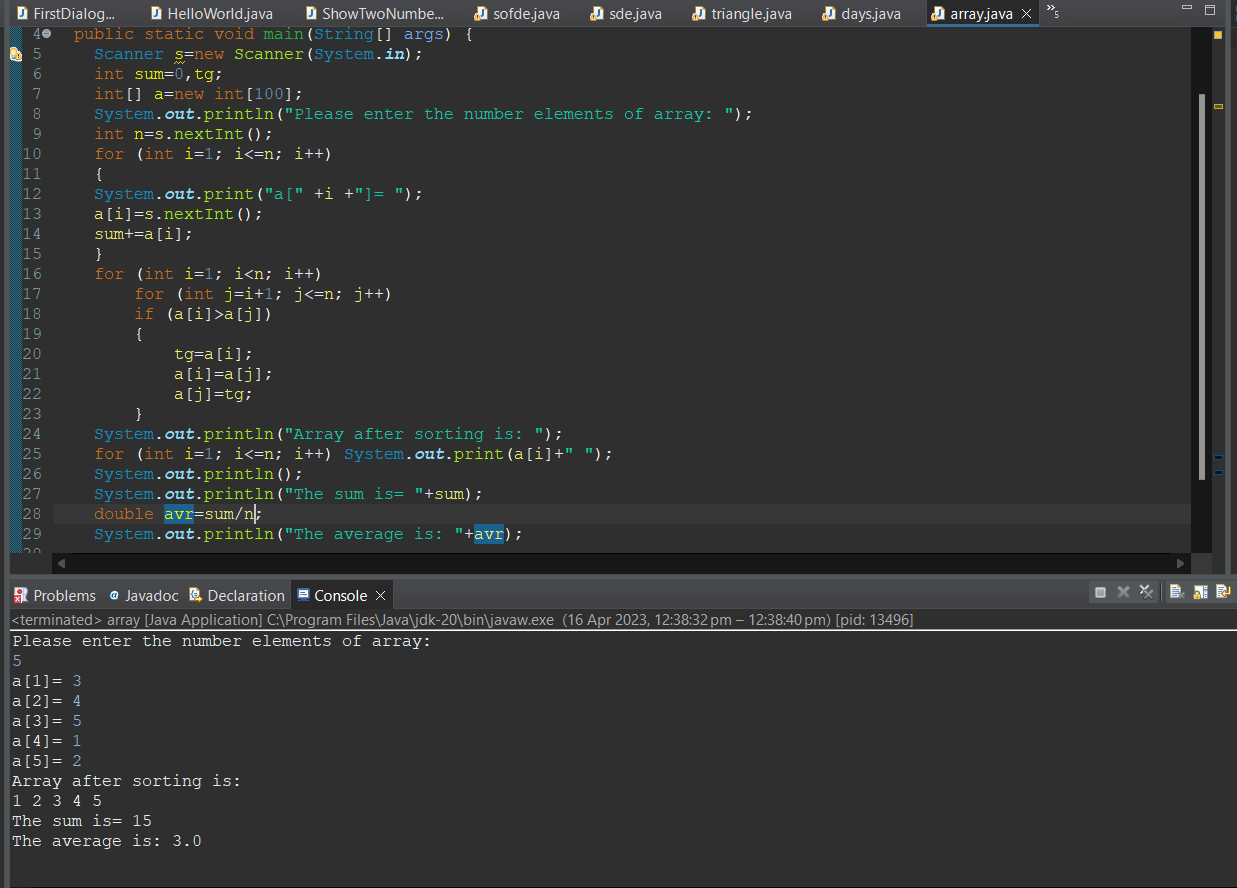 FirstDialog...
HelloWorld.java
ShowTwoNumbe...
sofde.java
sde.java
triangle.java
days.java
array.java
5
4 public static void main(String[] args) {
5 Scanner s=new Scanner(System.in);
6 int sum=0,tg;
7 int[] a=new int[100];
8 System.out.println("Please enter the number elements of array: ");
9 int n=s.nextInt();
10 for (int i=1; i<=n; i++)
11 {
12 System.out.print("a[" +i +"]= ");
13 a[i]=s.nextInt();
14 sum+=a[i];
15 }
16 for (int i=1; i<n; i++)
17 for (int j=i+1; j<=n; j++)
18 if (a[i]>a[j])
19 {
20 tg=a[i];
21 a[i]=a[j];
22 a[j]=tg;
23 }
24 System.out.println("Array after sorting is: ");
25 for (int i=1; i<=n; i++) System.out.print(a[i]+" ");
26 System.out.println();
27 System.out.println("The sum is= "+sum);
28 double avr=sum/n;
29 System.out.println("The average is: "+avr);
Problems
Javadoc
Declaration
Console
<terminated> array [Java Application] C:\Program Files\Java\jdk-20\bin\javaw.exe (16 Apr 2023, 12:38:32 pm – 12:38:40 pm) [pid: 13496]
Please enter the number elements of array:
5
a[1]= 3
a[2]= 4
a[3]= 5
a[4]= 1
a[5]= 2
Array after sorting is:
1 2 3 4 5
The sum is= 15
The average is: 3.0